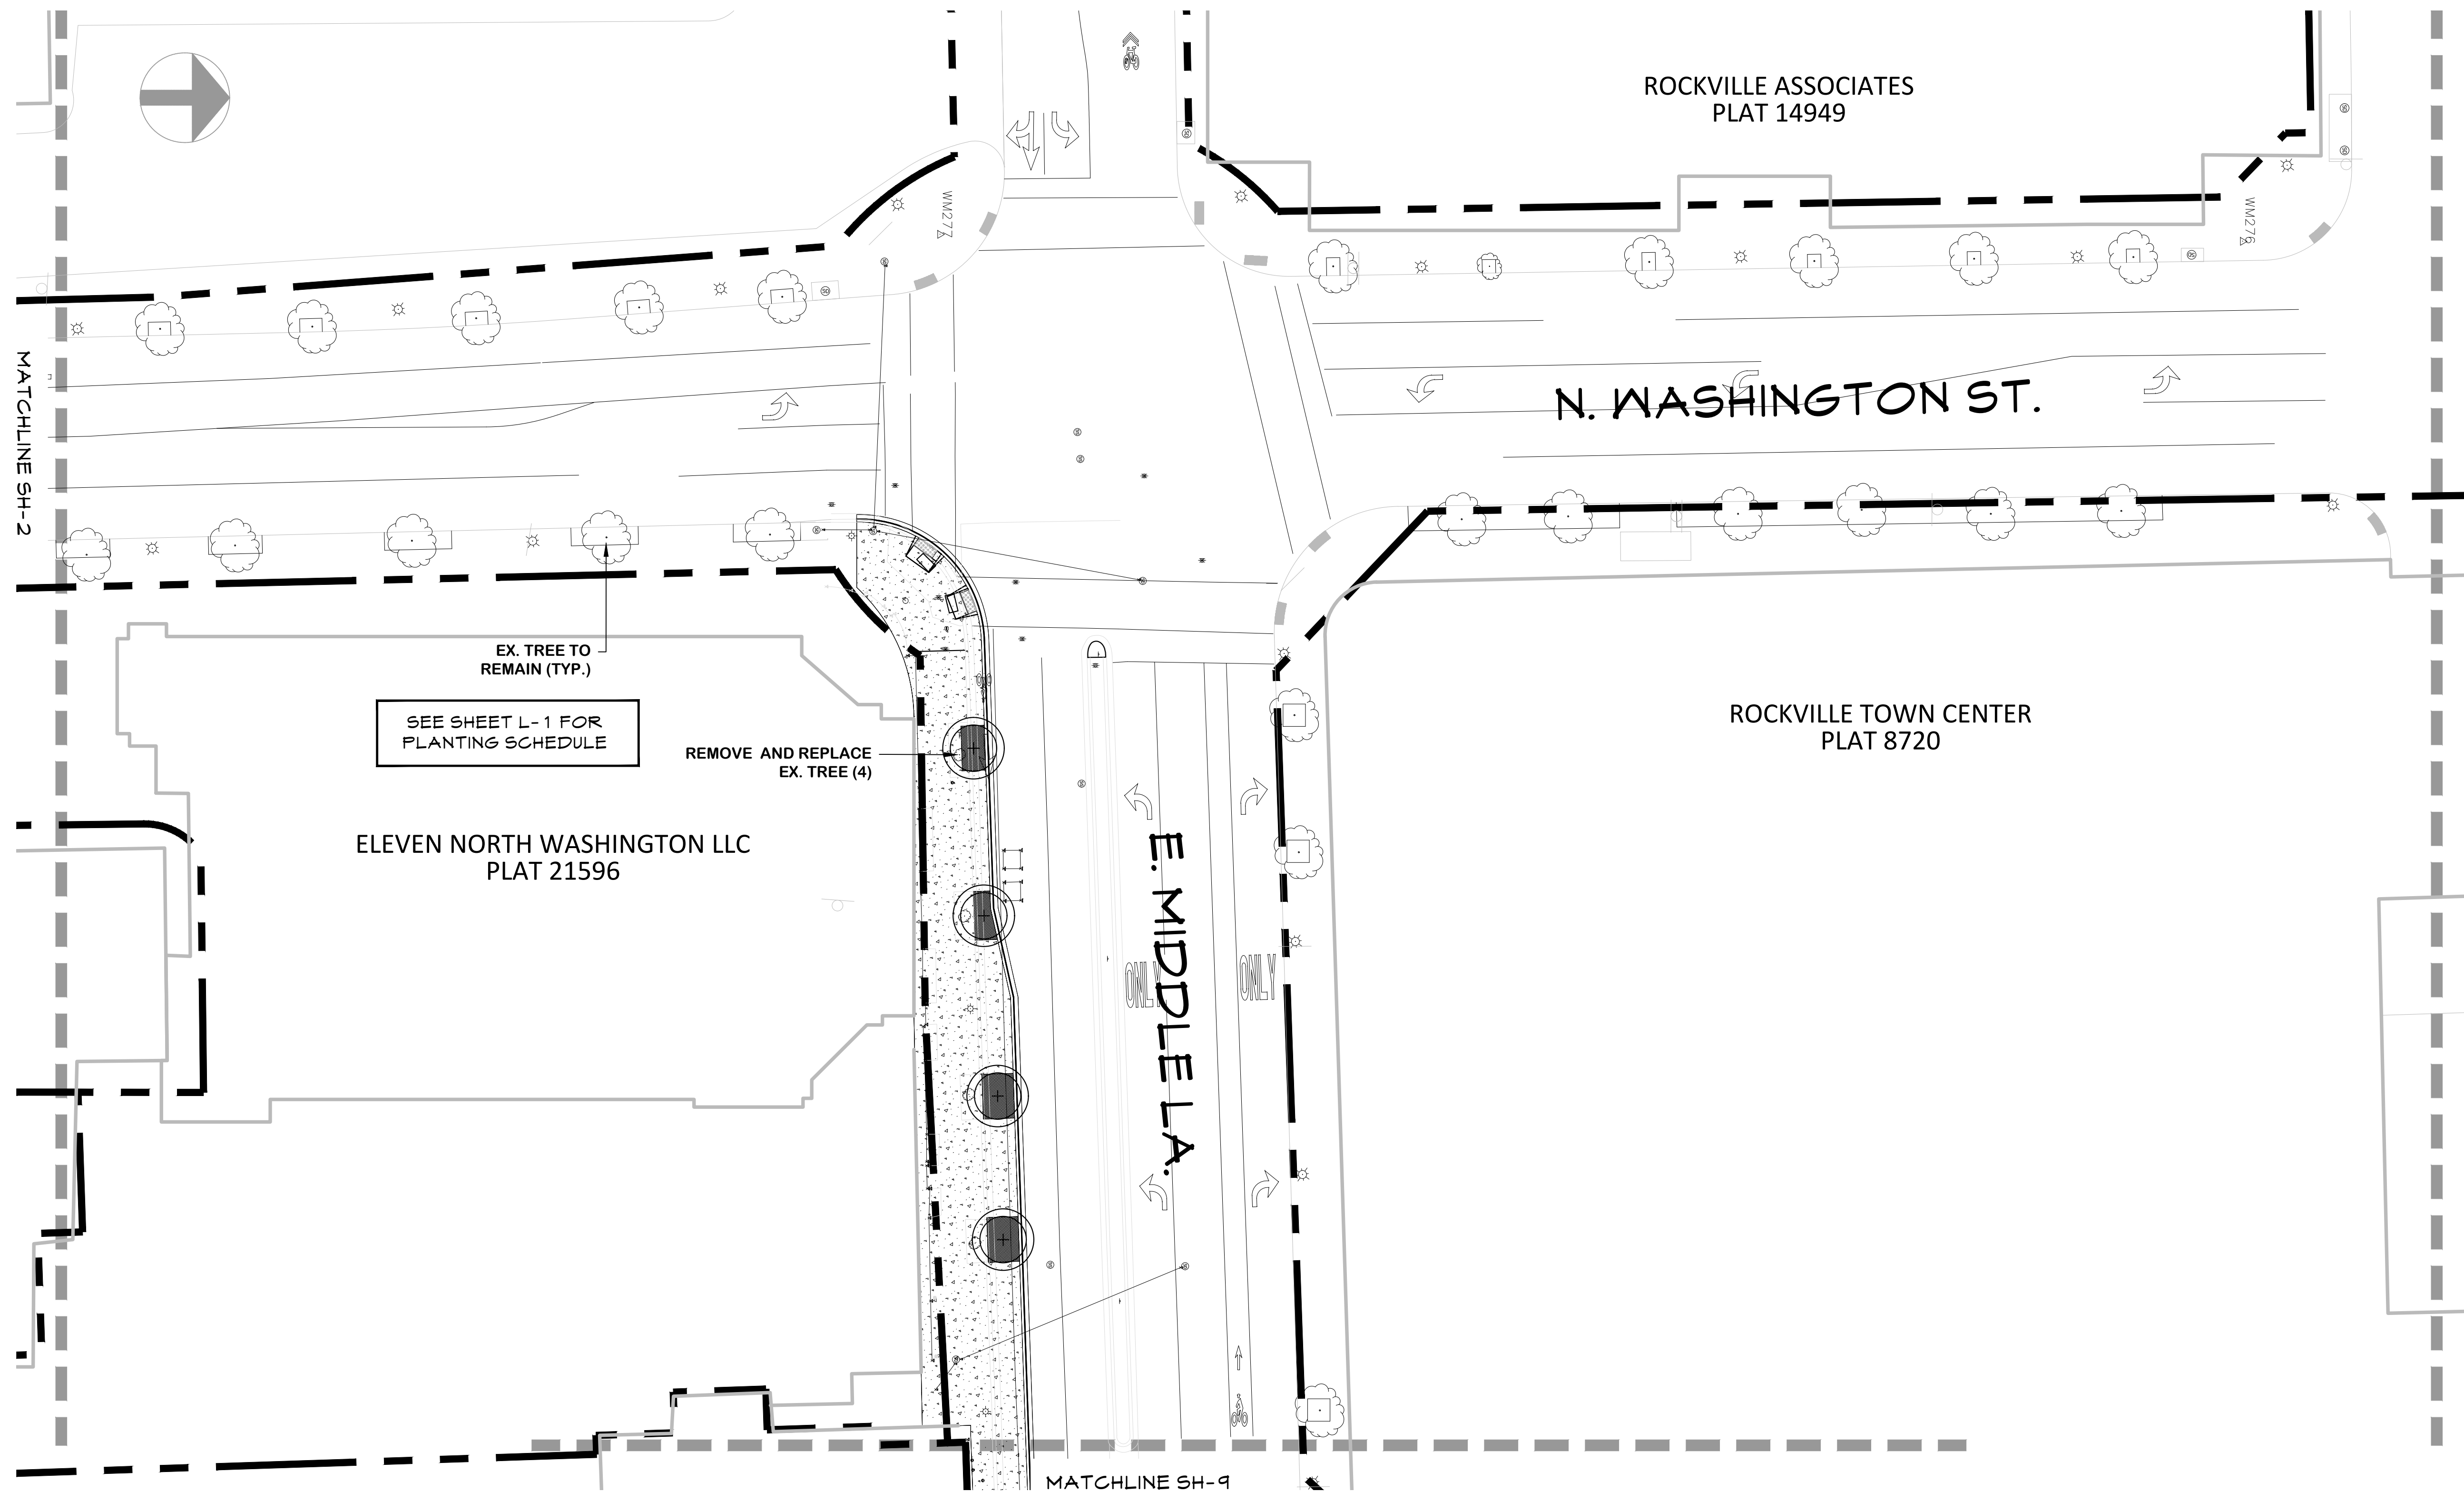 ROCKVILLE ASSOCIATES
PLAT 14949
WM277
WM276
MATCHLINE SH-2
N. WASHINGTON ST.
EX. TREE TO
REMAIN (TYP.)
SEE SHEET L-1 FOR
PLANTING SCHEDULE
REMOVE AND REPLACE
EX. TREE (4)
ROCKVILLE TOWN CENTER
PLAT 8720
ELEVEN NORTH WASHINGTON LLC
PLAT 21596
E. MIDDLE LA.
ONLY
ONLY
MATCHLINE SH-9